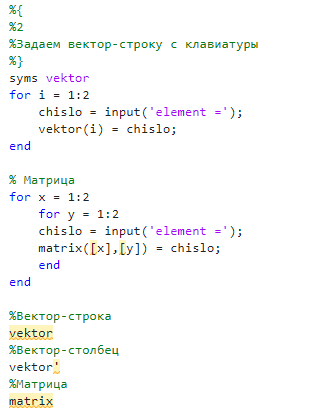 %{
%2
%Задаем вектор-строку с клавиатуры
%}
syms vektor
for i = 1:2
    chislo = input('element =');
    vektor(i) = chislo;
end

% Матрица
for x = 1:2
    for y = 1:2
    chislo = input('element =');
    matrix([x],[y]) = chislo;
    end
end

%Вектор-строка
vektor
%Вектор-столбец
vektor'
%Матрица
matrix